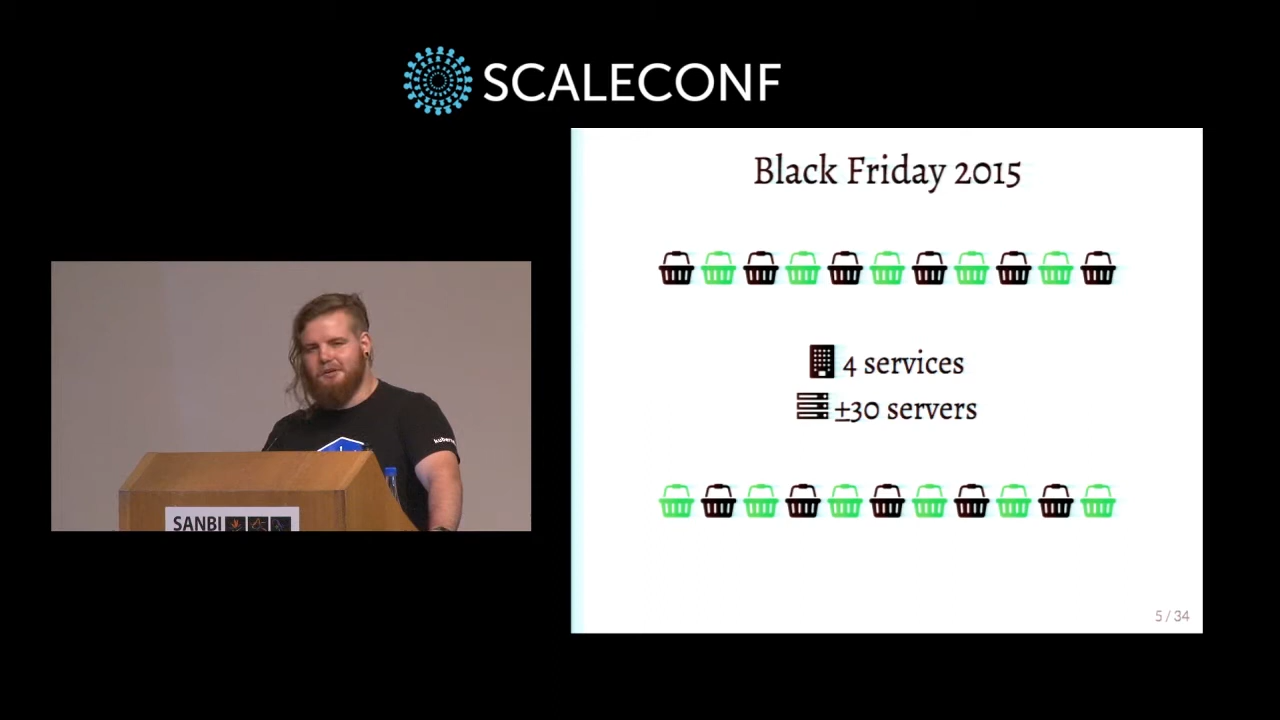 SCALECONF
Black Friday 2015
4 services
±30 servers
SANBI
5 / 34